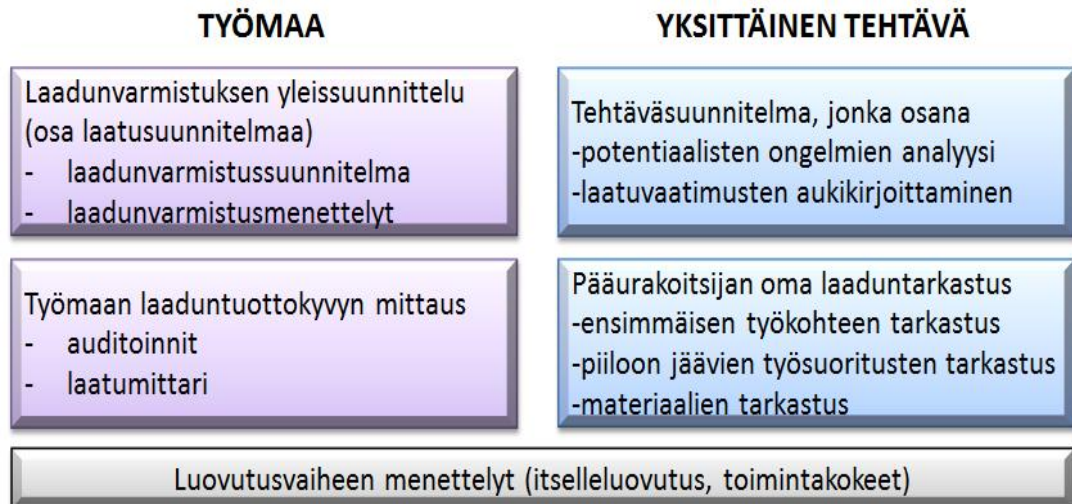 TYÖMAA
Laadunvarmistuksen yleissuunnittelu
(osa laatusuunnitelmaa)
- laadunvarmistussuunnitelma
- laadunvarmistusmenettelyt
Työmaan laaduntuottokyvyn mittaus
- auditoinnit
- laatumittari
YKSITTÄINEN TEHTÄVÄ
Tehtäväsuunnitelma, jonka osana
-potentiaalisten ongelmien analyysi
-laatuvaatimusten aukikirjoittaminen
Pääurakoitsijan oma laaduntarkastus
-ensimmäisen työkohteen tarkastus
-piiloon jäävien työsuoritusten tarkastus
-materiaalien tarkastus
Luovutusvaiheen menettelyt (itselleluovutus, toimintakokeet)